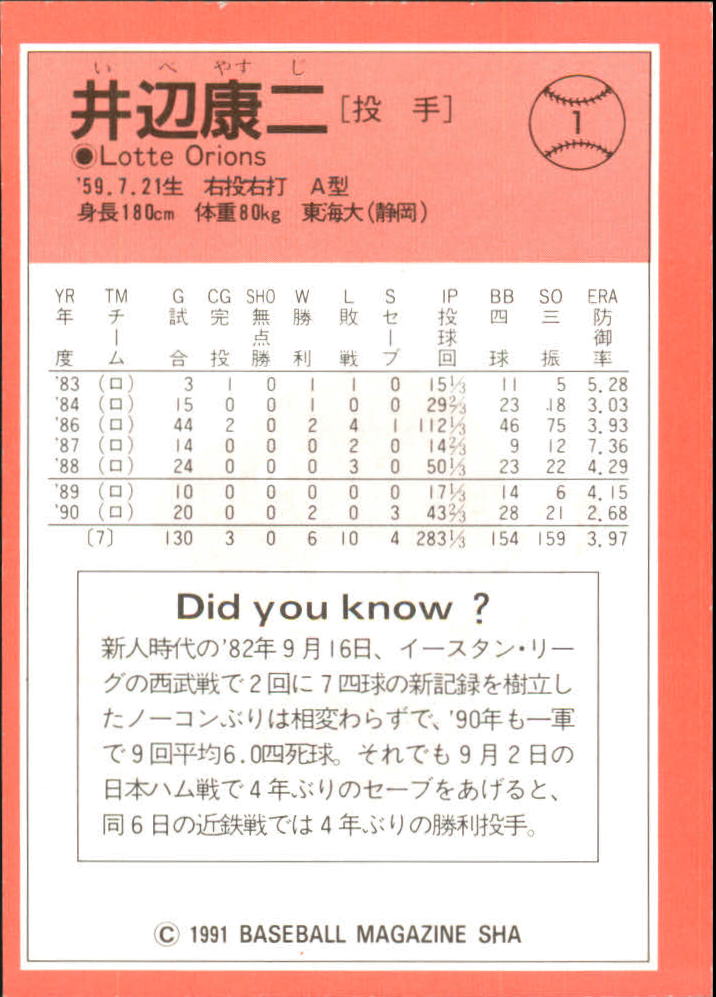 いべやすじ
井辺康二[投手]
1
◉Lotte Orions
'59.7.21生 右投右打 A型
身長180cm 体重80kg 東海大(静岡)
YR TM G CG SHO W L S IP BB SO ERA
年度 チーム 試合 完投 無点勝 勝利 敗戦 セーブ 投球回 四球 三振 防御率
'83 (ロ) 3 1 0 1 1 0 15⅓ 11 5 5.28
'84 (ロ) 15 0 0 1 0 0 29⅔ 23 18 3.03
'86 (ロ) 44 2 0 2 4 1 112⅓ 46 75 3.93
'87 (ロ) 14 0 0 0 2 0 14⅔ 9 12 7.36
'88 (ロ) 24 0 0 0 3 0 50⅓ 23 22 4.29
'89 (ロ) 10 0 0 0 0 0 17⅓ 14 6 4.15
'90 (ロ) 20 0 0 2 0 3 43⅔ 28 21 2.68
〔7〕 130 3 0 6 10 4 283⅓ 154 159 3.97
Did you know ?
新人時代の'82年9月16日、イースタン・リー
グの西武戦で2回に7四球の新記録を樹立し
たノーコンぶりは相変わらずで、'90年も一軍
で9回平均6.0四死球。それでも9月2日の
日本ハム戦で4年ぶりのセーブをあげると、
同6日の近鉄戦では4年ぶりの勝利投手。
© 1991 BASEBALL MAGAZINE SHA